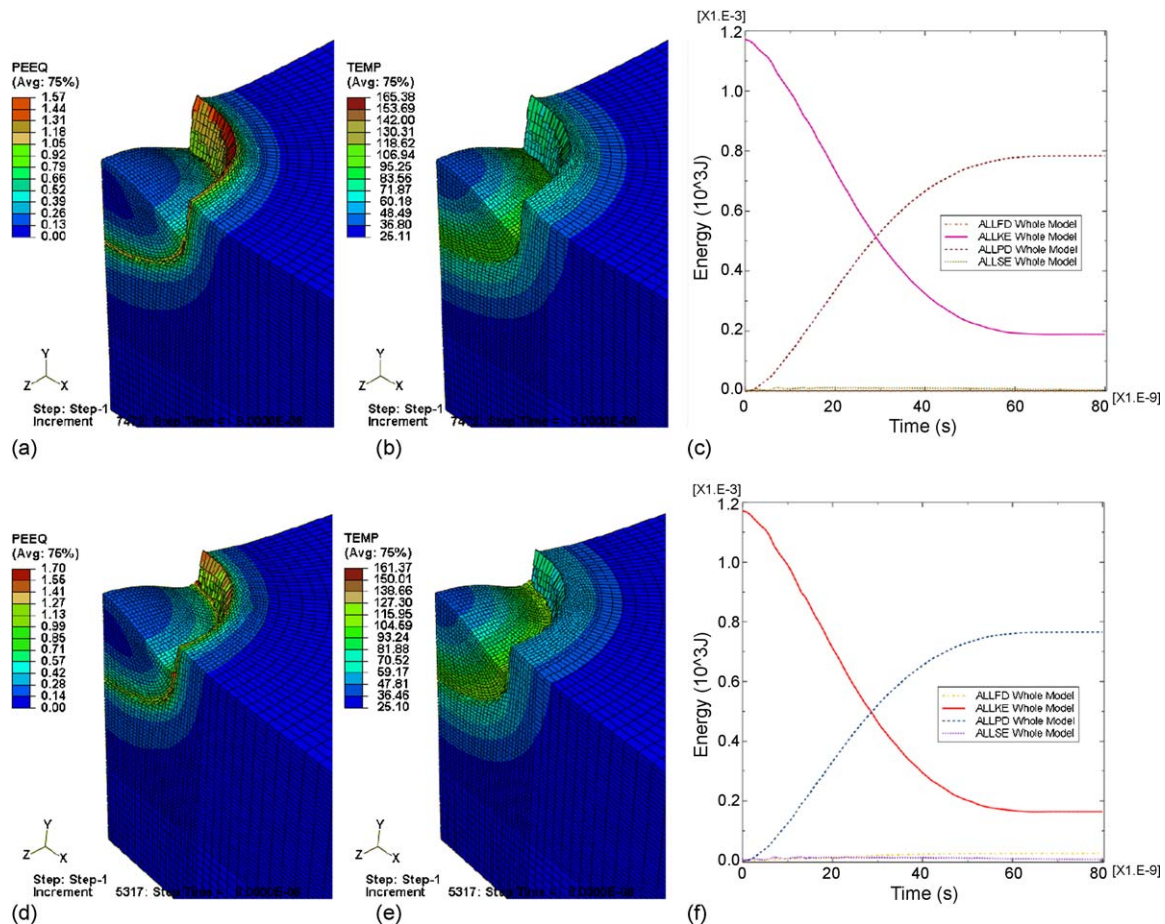 PEEQ
(Avg: 75%)
1.57
1.44
1.31
1.18
1.05
0.92
0.79
0.66
0.52
0.39
0.26
0.13
0.00
Y
Z X
Step: Step-1
Increment
(a)
TEMP
(Avg: 75%)
165.38
153.69
142.00
130.31
118.62
106.94
95.25
83.56
71.87
60.18
48.49
36.80
25.11
Y
Z X
Step: Step-1
Increment
(b)
[X1.E-3]
1.2
1.0
0.8
0.6
0.4
0.2
0.0
Energy (10^3J)
ALLFD Whole Model
ALLKE Whole Model
ALLPD Whole Model
ALLSE Whole Model
0 20 40 60 80
[X1.E-9]
Time (s)
(c)
PEEQ
(Avg: 75%)
1.70
1.56
1.41
1.27
1.13
0.99
0.85
0.71
0.57
0.42
0.28
0.14
0.00
Y
Z X
Step: Step-1
Increment 5317: Step Time =
(d)
TEMP
(Avg: 75%)
161.37
150.01
138.66
127.30
115.95
104.59
93.24
81.88
70.52
59.17
47.81
36.46
25.10
Y
Z X
Step: Step-1
Increment 5317: Step Time =
(e)
[X1.E-3]
1.2
1.0
0.8
0.6
0.4
0.2
0.0
Energy (10^3J)
ALLFD Whole Model
ALLKE Whole Model
ALLPD Whole Model
ALLSE Whole Model
0 20 40 60 80
[X1.E-9]
Time (s)
(f)